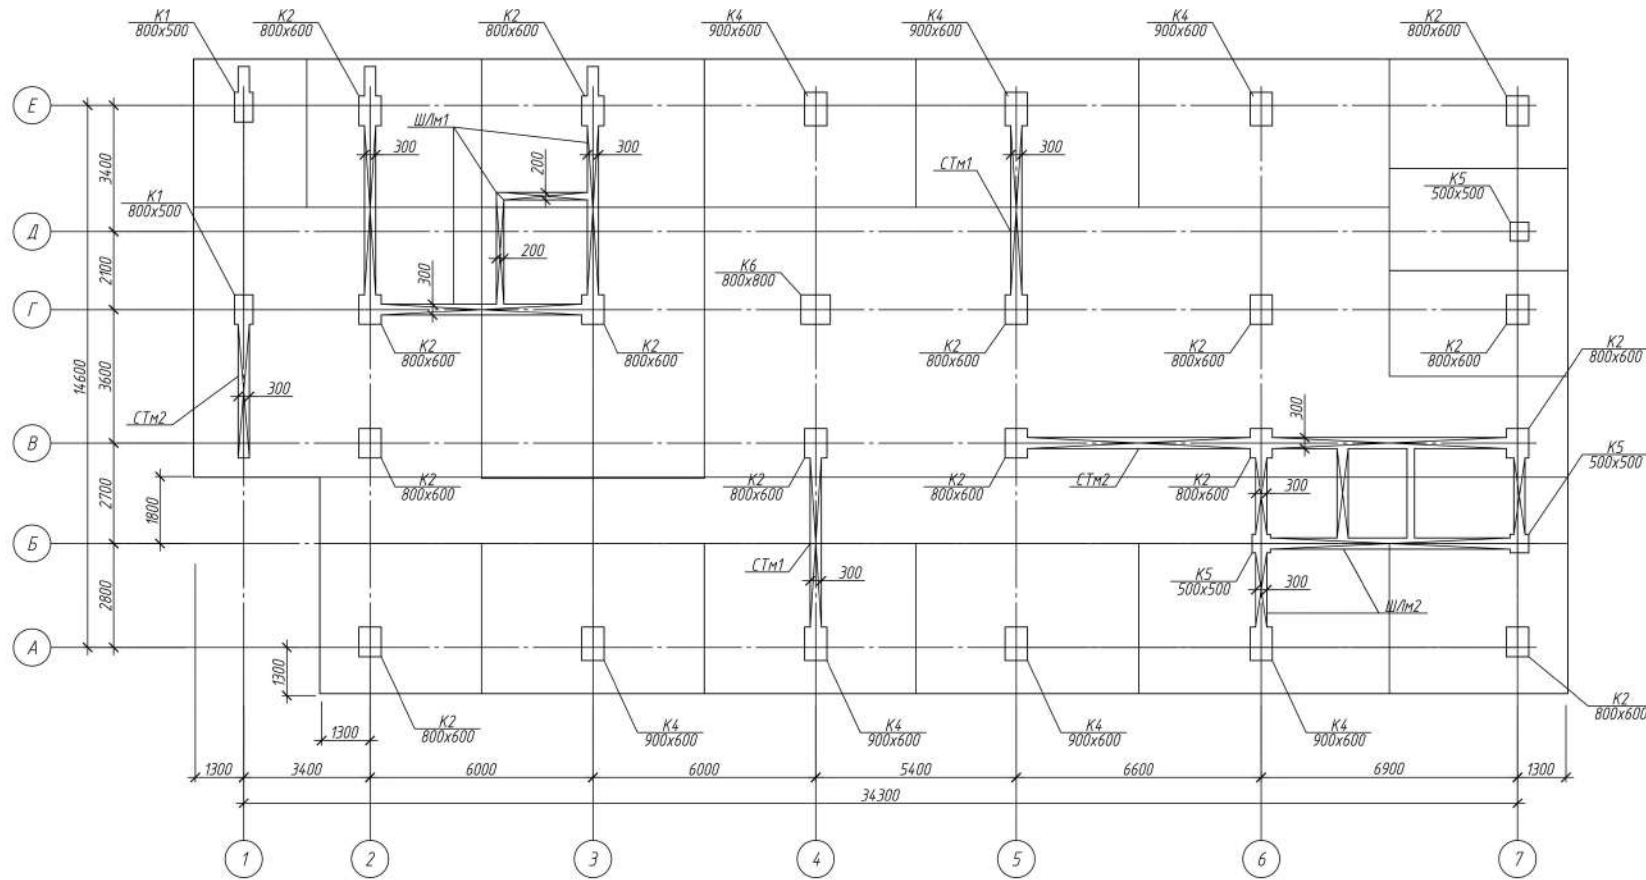 К1
800х500
К2
800х600
К2
800х600
К4
900х600
К4
900х600
К4
900х600
К2
800х600
Е
ШЛм1
300
200
300
СТм1
300
3400
К5
500х500
К1
800х500
Д
2100
300
200
К6
800х800
Г
К2
800х600
К2
800х600
К2
800х600
К2
800х600
К2
800х600
К2
800х600
14600
3600
СТм2
300
300
В
К2
800х600
К2
800х600
К2
800х600
СТм2
К2
800х600
300
К5
500х500
2700
1800
Б
СТм1
300
К5
500х500
300
ШЛм2
2800
А
1300
1300
К2
800х600
К4
900х600
К4
900х600
К4
900х600
К4
900х600
К2
800х600
1300
3400
6000
6000
5400
6600
6900
1300
34300
1
2
3
4
5
6
7